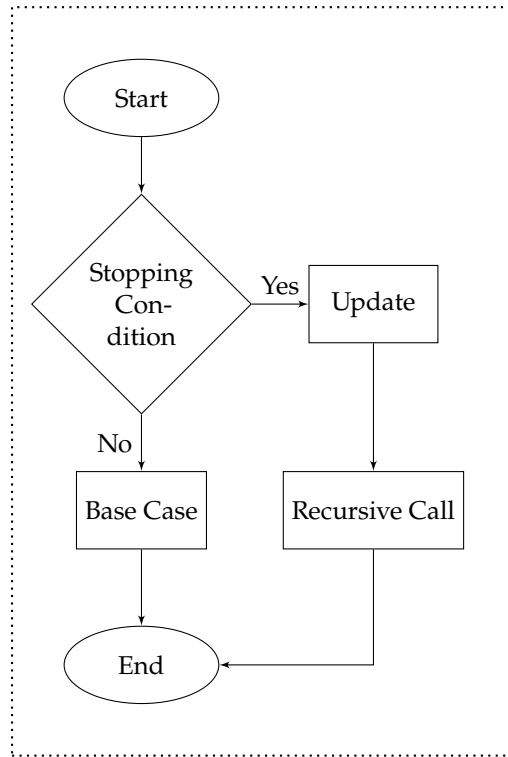 Start
Stopping
Con-
dition
Yes
Update
No
Base Case
Recursive Call
End